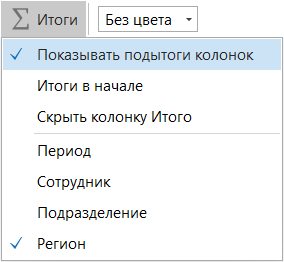 Итоги Без цвета
Показывать подытоги колонок
Итоги в начале
Скрыть колонку Итого
Период
Сотрудник
Подразделение
Регион